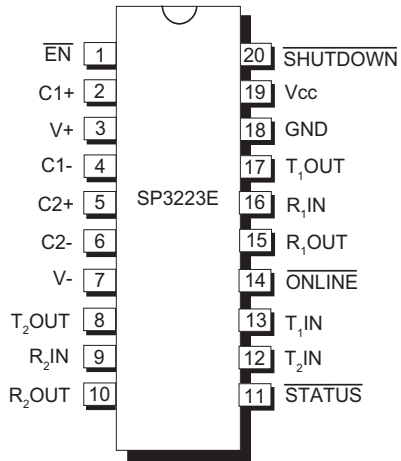 EN 1 20 SHUTDOWN
C1+ 2 19 Vcc
V+ 3 18 GND
C1- 4 17 T₁OUT
C2+ 5 SP3223E 16 R₁IN
C2- 6 15 R₁OUT
V- 7 14 ONLINE
T₂OUT 8 13 T₁IN
R₂IN 9 12 T₂IN
R₂OUT 10 11 STATUS